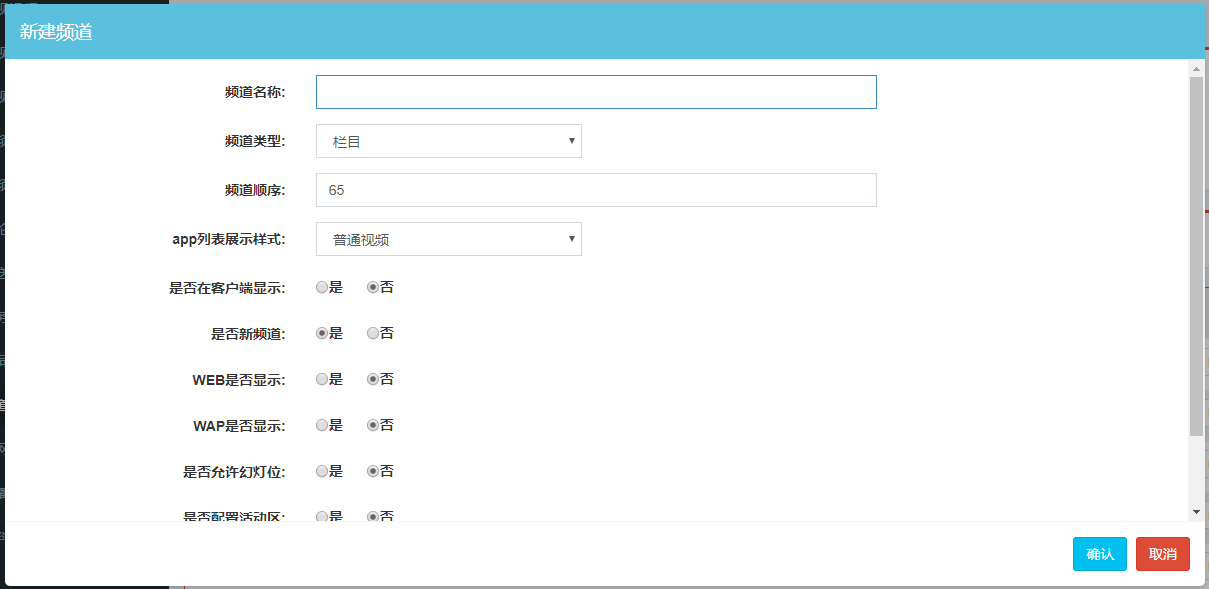 新建频道
频道名称:
频道类型: 栏目
频道顺序: 65
app列表展示样式: 普通视频
是否在客户端显示: 是 否
是否新频道: 是 否
WEB是否显示: 是 否
WAP是否显示: 是 否
是否允许幻灯位: 是 否
是否配置活动区: 是 否
确认 取消